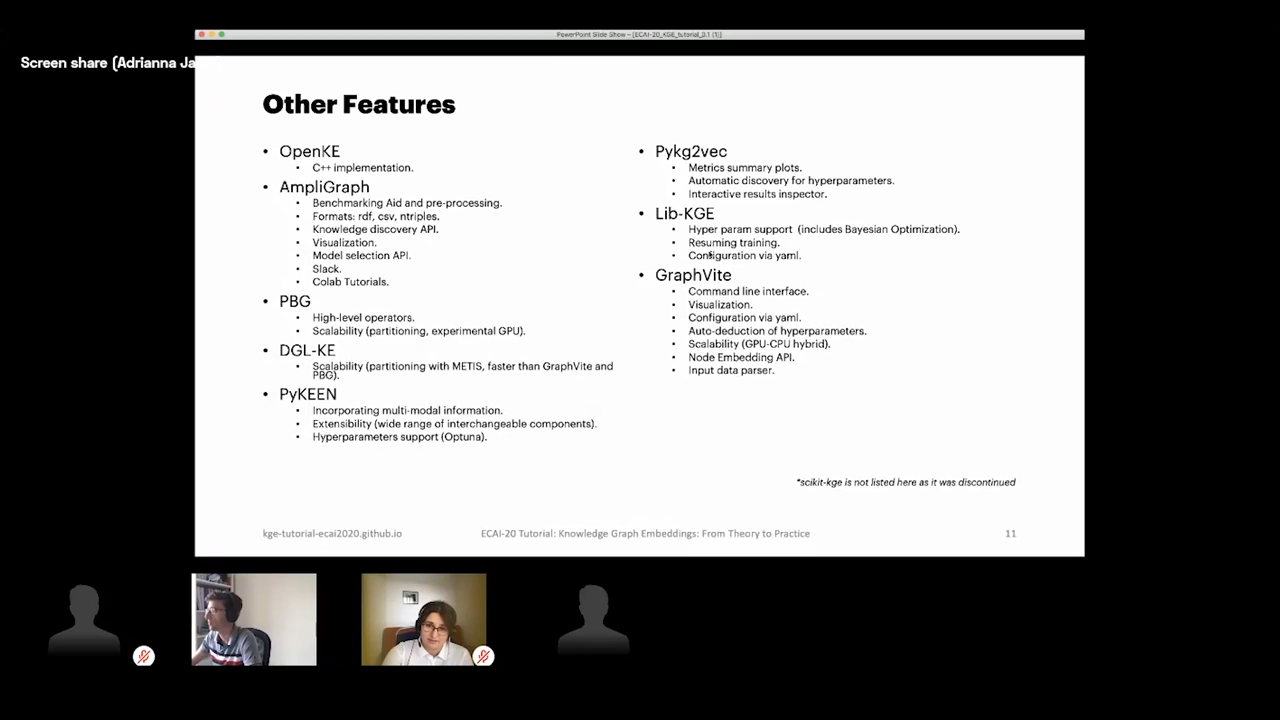 PowerPoint Slide Show - [ECAI-20_KGE_tutorial_0.1 (1)]
Screen share (Adrianna Ja
Other Features
• OpenKE
• C++ implementation.
• AmpliGraph
• Benchmarking Aid and pre-processing.
• Formats: rdf, csv, ntriples.
• Knowledge discovery API.
• Visualization.
• Model selection API.
• Slack.
• Colab Tutorials.
• PBG
• High-level operators.
• Scalability (partitioning, experimental GPU).
• DGL-KE
• Scalability (partitioning with METIS, faster than GraphVite and
PBG).
• PyKEEN
• Incorporating multi-modal information.
• Extensibility (wide range of interchangeable components).
• Hyperparameters support (Optuna).
• Pykg2vec
• Metrics summary plots.
• Automatic discovery for hyperparameters.
• Interactive results inspector.
• Lib-KGE
• Hyper param support (includes Bayesian Optimization).
• Resuming training.
• Configuration via yaml.
• GraphVite
• Command line interface.
• Visualization.
• Configuration via yaml.
• Auto-deduction of hyperparameters.
• Scalability (GPU-CPU hybrid).
• Node Embedding API.
• Input data parser.
*scikit-kge is not listed here as it was discontinued
kge-tutorial-ecai2020.github.io
ECAI-20 Tutorial: Knowledge Graph Embeddings: From Theory to Practice
11